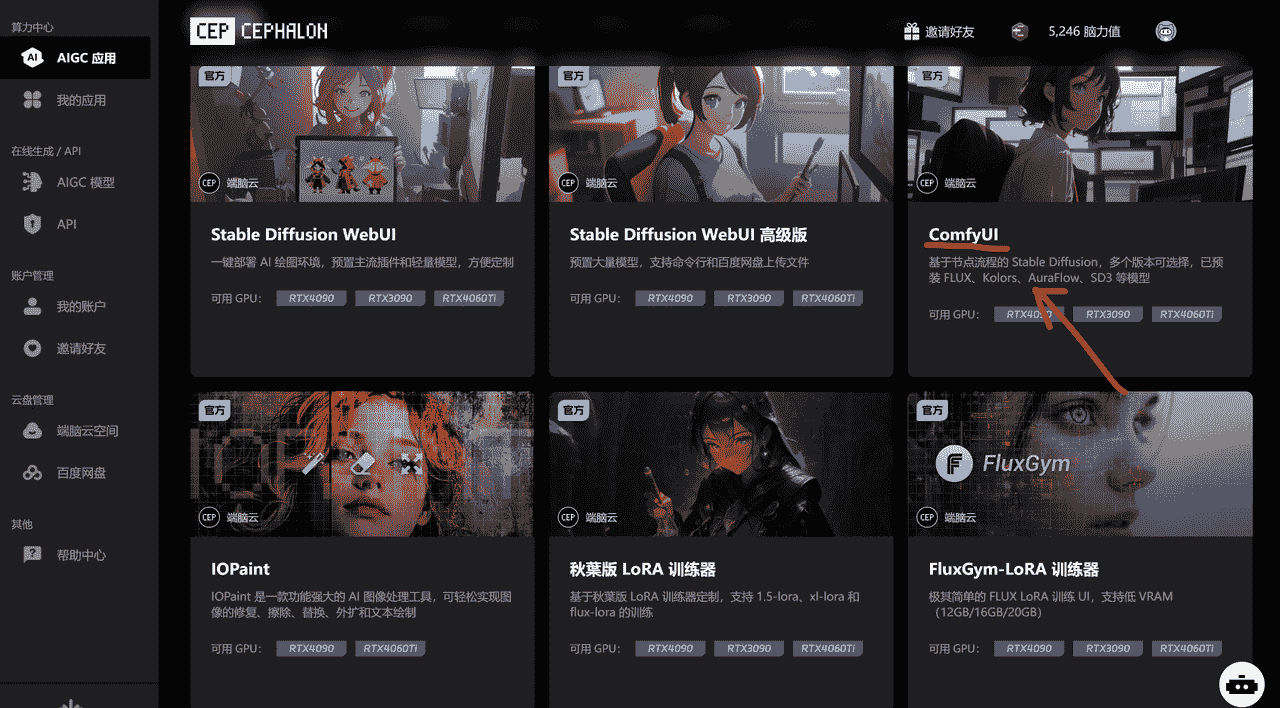 算力中心
AIGC 应用
我的应用
在线生成 / API
AIGC 模型
API
账户管理
我的账户
邀请好友
云盘管理
端脑云空间
百度网盘
其他
帮助中心
CEP CEPHALON
邀请好友
5,246 脑力值
官方
CEP 端脑云
Stable Diffusion WebUI
一键部署 AI 绘图环境，预置主流插件和轻量模型，方便定制
可用 GPU： RTX4090 RTX3090 RTX4060Ti
官方
CEP 端脑云
Stable Diffusion WebUI 高级版
预置大量模型，支持命令行和百度网盘上传文件
可用 GPU： RTX4090 RTX3090 RTX4060Ti
官方
CEP 端脑云
ComfyUI
基于节点流程的 Stable Diffusion，多个版本可选择，已预
装 FLUX、Kolors、AuraFlow、SD3 等模型
可用 GPU： RTX4090 RTX3090 RTX4060Ti
官方
CEP 端脑云
IOPaint
IOPaint 是一款功能强大的 AI 图像处理工具，可轻松实现图
像的修复、擦除、替换、外扩和文本绘制
可用 GPU： RTX4090 RTX4060Ti
官方
CEP 端脑云
秋葉版 LoRA 训练器
基于秋葉版 LoRA 训练器定制，支持 1.5-lora、xl-lora 和
flux-lora 的训练
可用 GPU： RTX4090 RTX3090 RTX4060Ti
官方
FluxGym
CEP 端脑云
FluxGym-LoRA 训练器
极其简单的 FLUX LoRA 训练 UI，支持低 VRAM
（12GB/16GB/20GB）
可用 GPU： RTX4090 RTX3090 RTX4060Ti